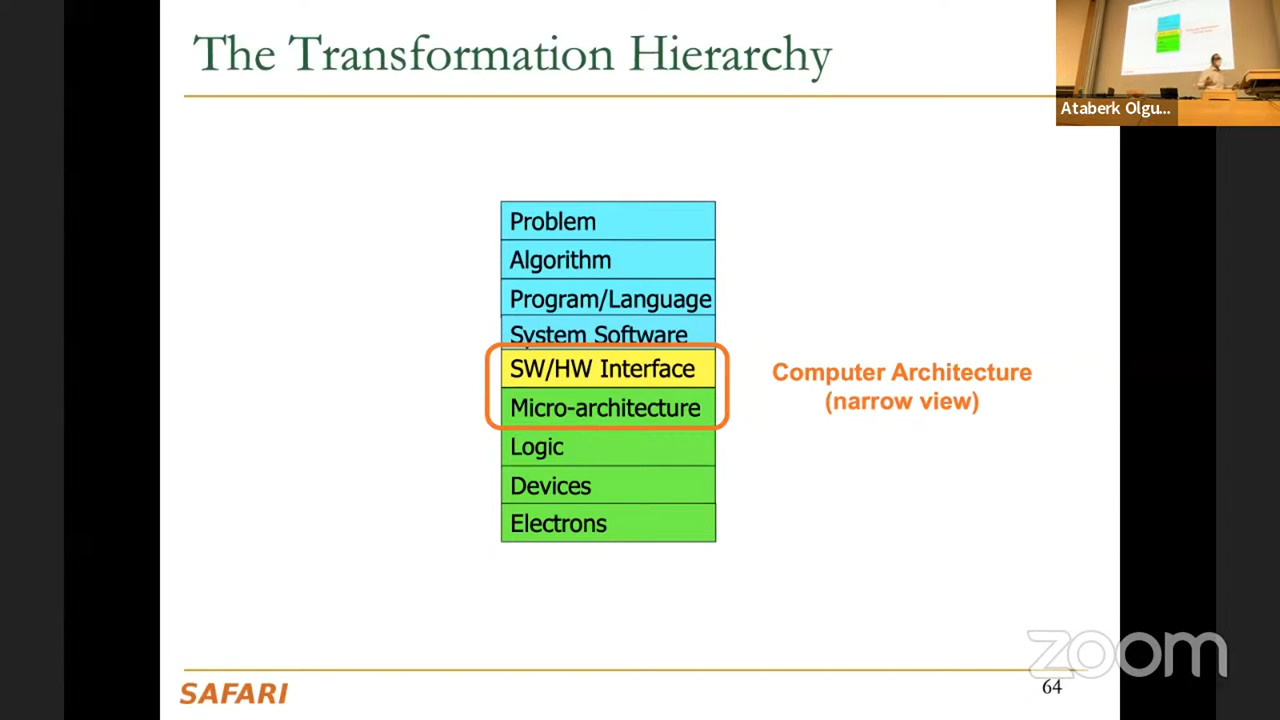 The Transformation Hierarchy
Ataberk Olgu...
Problem
Algorithm
Program/Language
System Software
SW/HW Interface
Micro-architecture
Logic
Devices
Electrons
Computer Architecture
(narrow view)
zoom
SAFARI
64